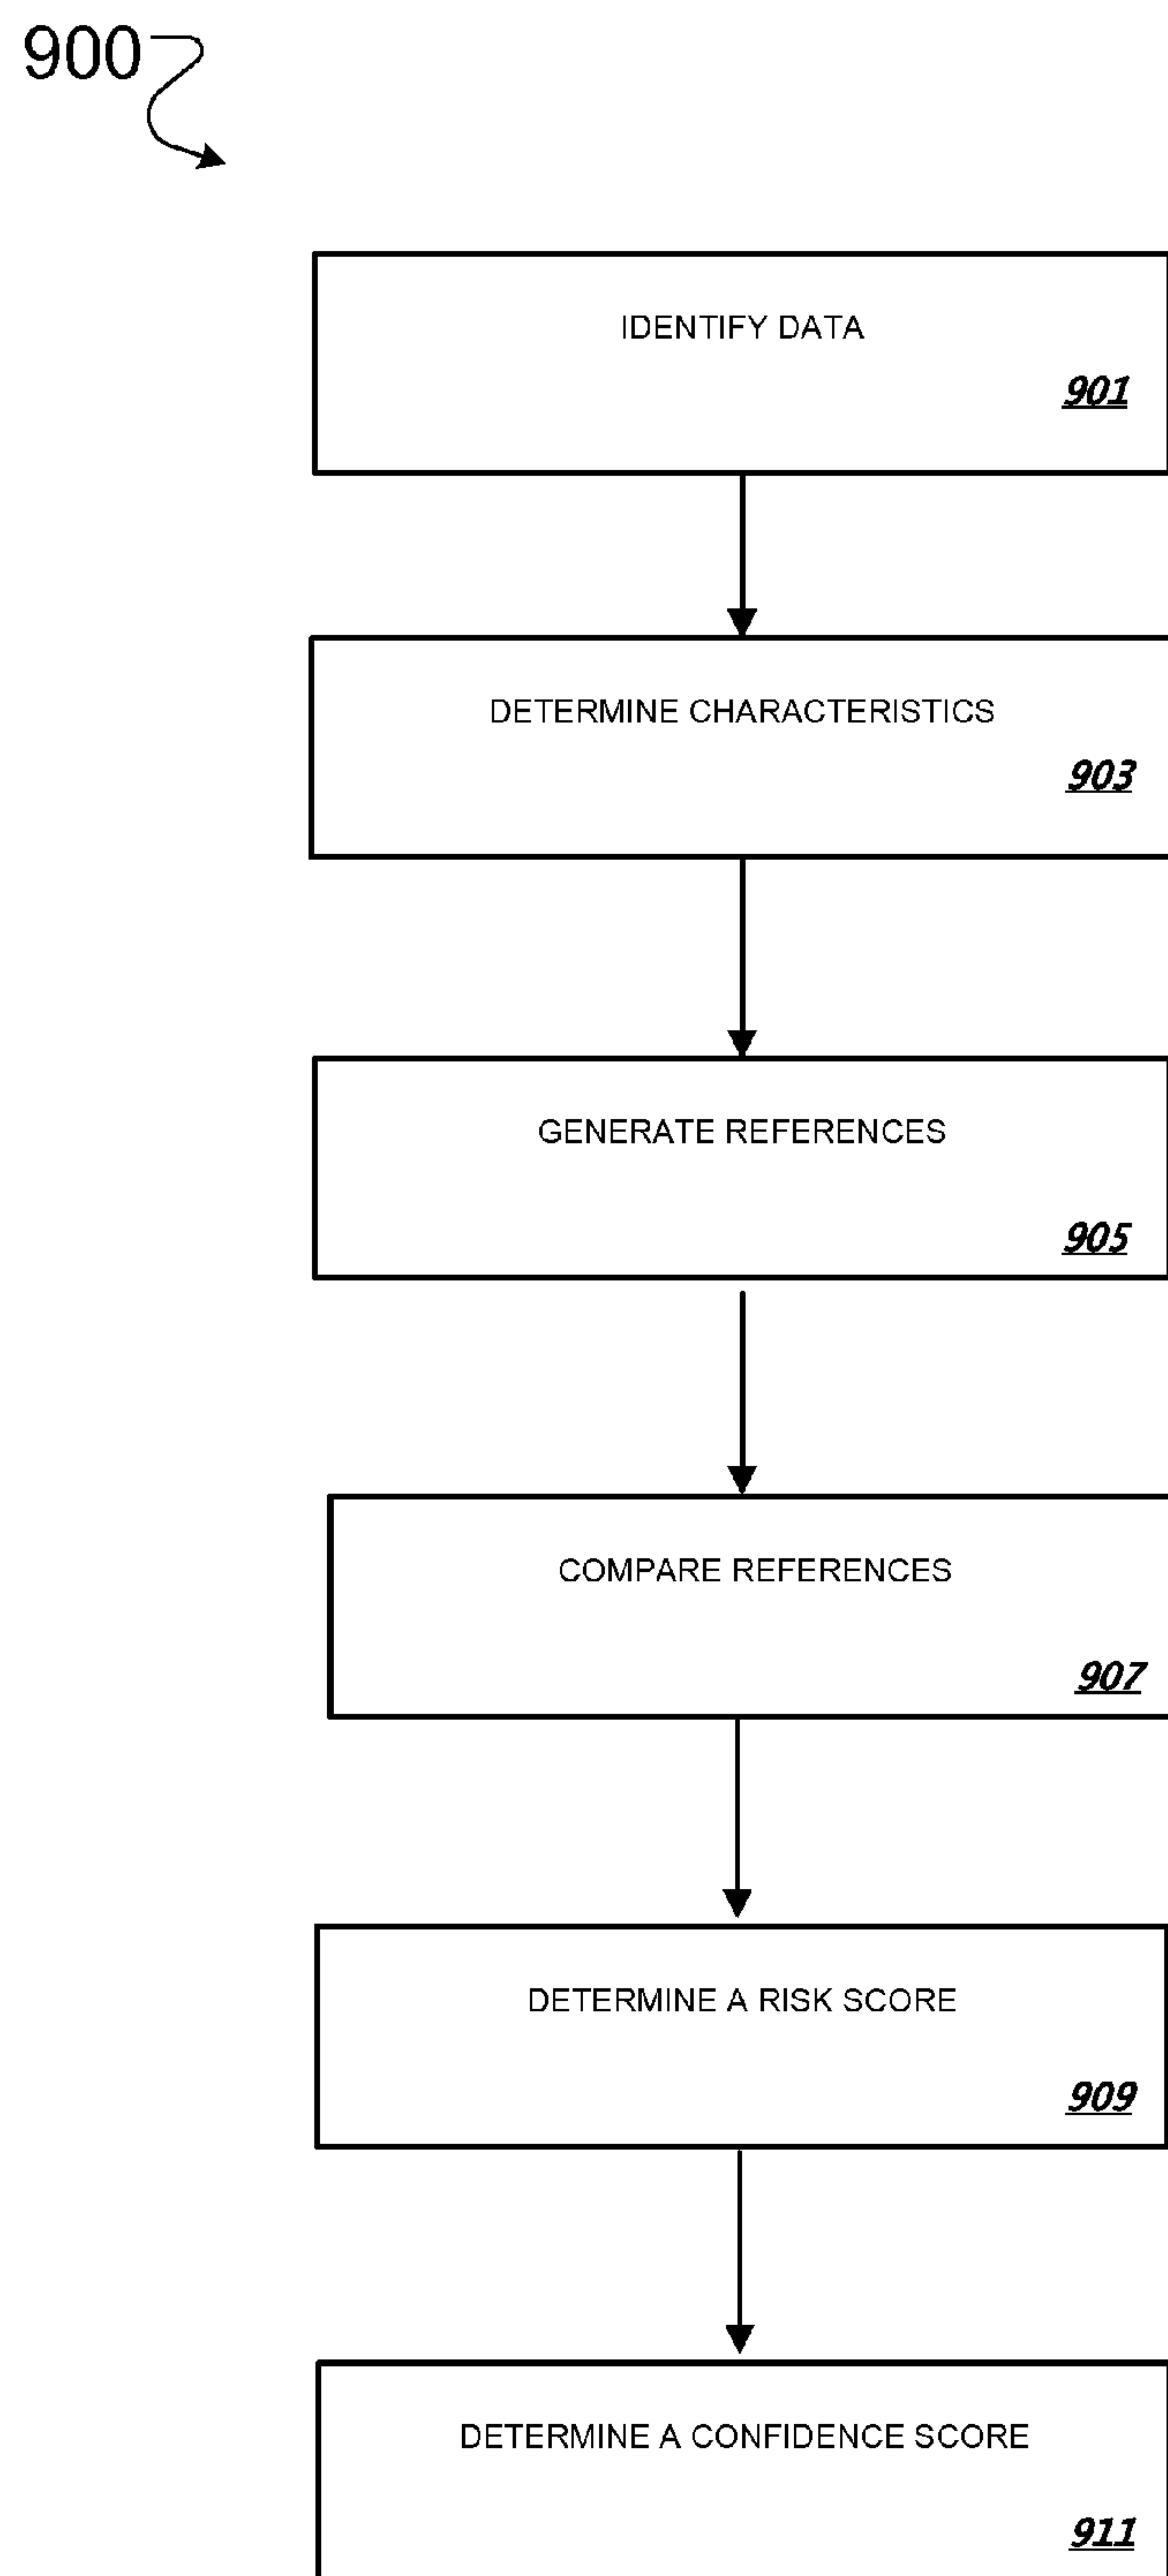 900
IDENTIFY DATA
901
DETERMINE CHARACTERISTICS
903
GENERATE REFERENCES
905
COMPARE REFERENCES
907
DETERMINE A RISK SCORE
909
DETERMINE A CONFIDENCE SCORE
911